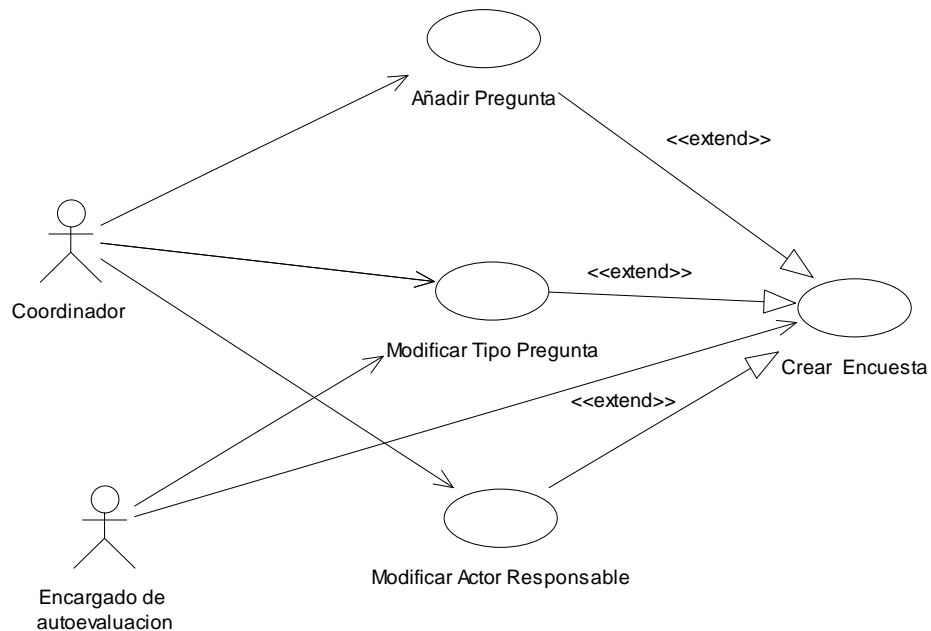 Añadir Pregunta
<<extend>>
<<extend>>
Coordinador
Modificar Tipo Pregunta
Crear Encuesta
<<extend>>
Modificar Actor Responsable
Encargado de
autoevaluacion